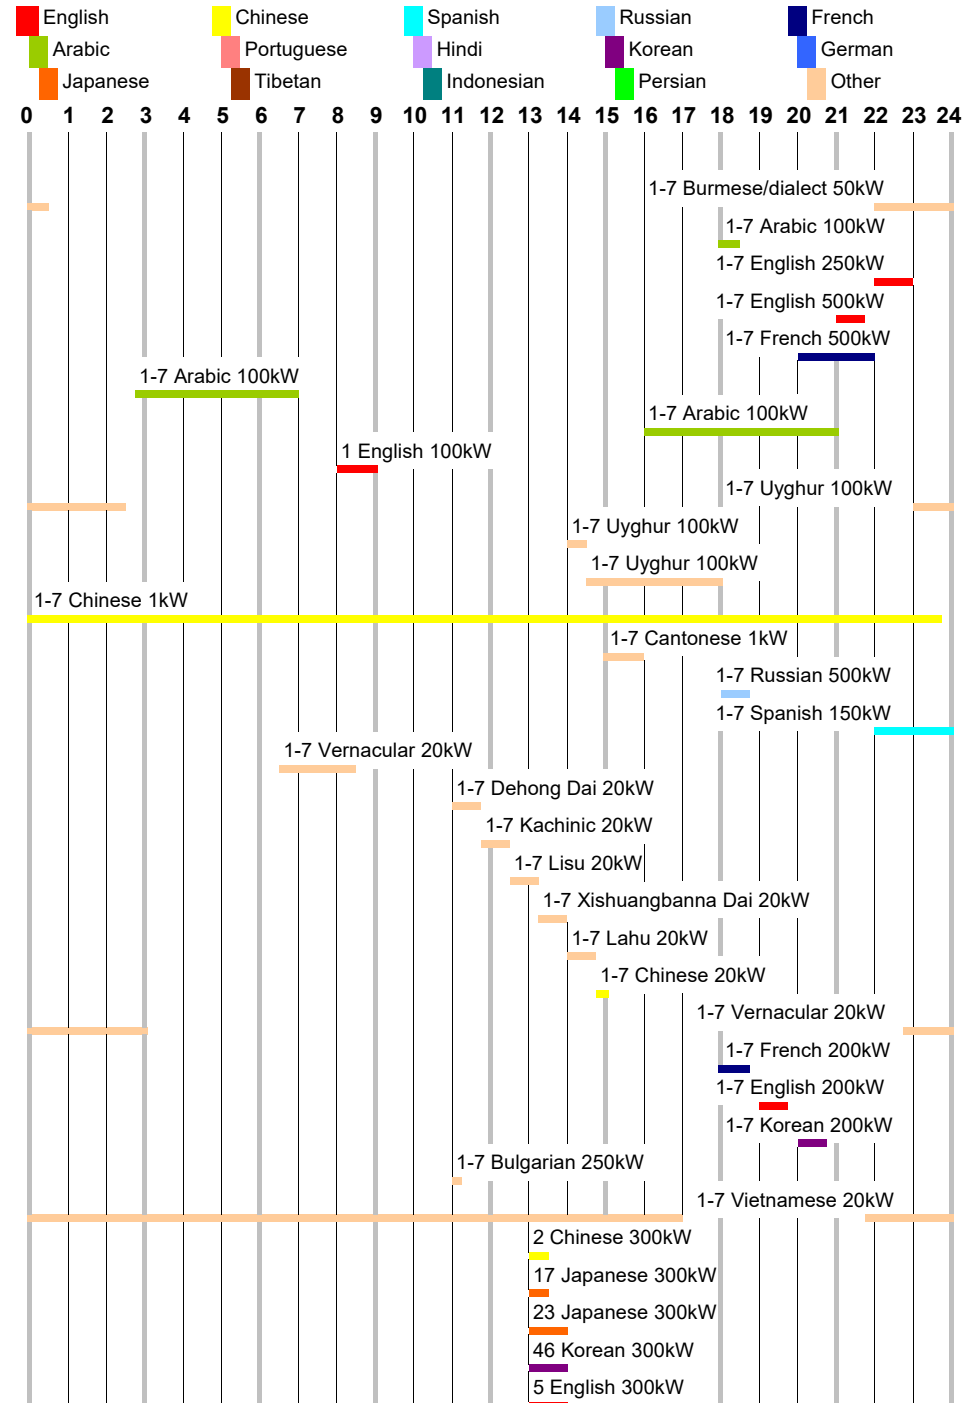 English Chinese Spanish Russian French
Arabic Portuguese Hindi Korean German
Japanese Tibetan Indonesian Persian Other
0 1 2 3 4 5 6 7 8 9 10 11 12 13 14 15 16 17 18 19 20 21 22 23 24
1-7 Burmese/dialect 50kW
1-7 Arabic 100kW
1-7 English 250kW
1-7 English 500kW
1-7 French 500kW
1-7 Arabic 100kW
1-7 Arabic 100kW
1 English 100kW
1-7 Uyghur 100kW
1-7 Uyghur 100kW
1-7 Uyghur 100kW
1-7 Chinese 1kW
1-7 Cantonese 1kW
1-7 Russian 500kW
1-7 Spanish 150kW
1-7 Vernacular 20kW
1-7 Dehong Dai 20kW
1-7 Kachinic 20kW
1-7 Lisu 20kW
1-7 Xishuangbanna Dai 20kW
1-7 Lahu 20kW
1-7 Chinese 20kW
1-7 Vernacular 20kW
1-7 French 200kW
1-7 English 200kW
1-7 Korean 200kW
1-7 Bulgarian 250kW
1-7 Vietnamese 20kW
2 Chinese 300kW
17 Japanese 300kW
23 Japanese 300kW
46 Korean 300kW
5 English 300kW